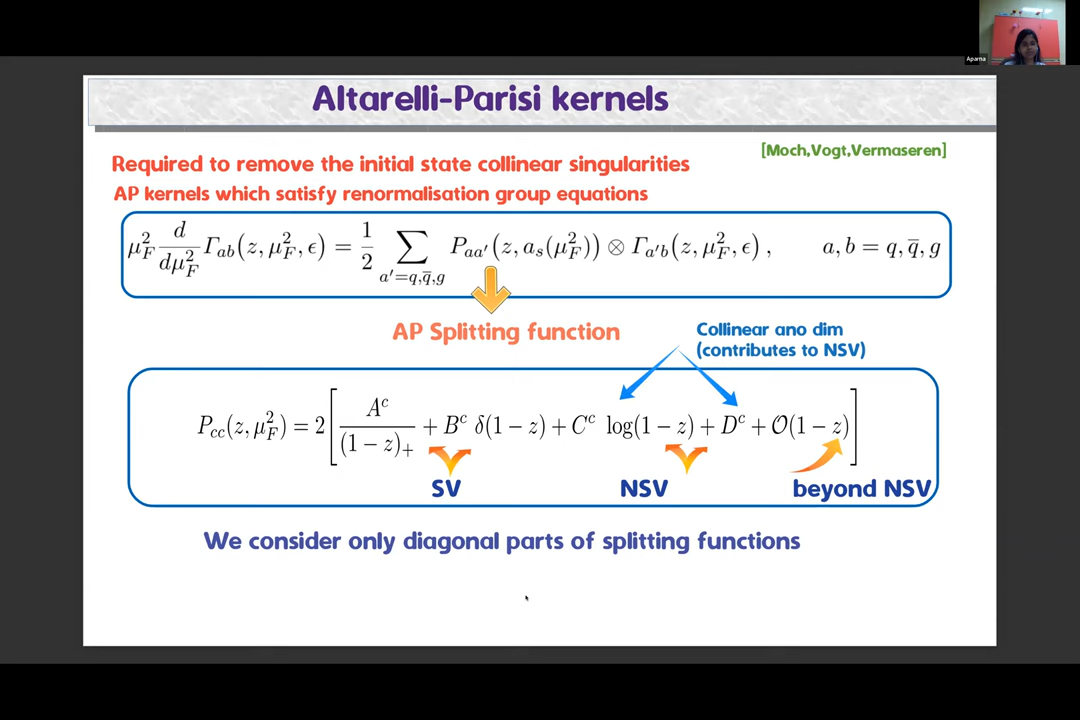 Aparna
Altarelli-Parisi kernels
[Moch,Vogt,Vermaseren]
Required to remove the initial state collinear singularities
AP kernels which satisfy renormalisation group equations
μ_F^2 d/dμ_F^2 Γ_ab(z, μ_F^2, ϵ) = 1/2 ∑_{a'=q,q̄,g} P_aa'(z, a_s(μ_F^2)) ⊗ Γ_a'b(z, μ_F^2, ϵ) , a, b = q, q̄, g
AP Splitting function
Collinear ano dim
(contributes to NSV)
P_cc(z, μ_F^2) = 2[ A^c/(1 − z)_+ + B^c δ(1 − z) + C^c log(1 − z) + D^c + O(1 − z) ]
SV NSV beyond NSV
We consider only diagonal parts of splitting functions